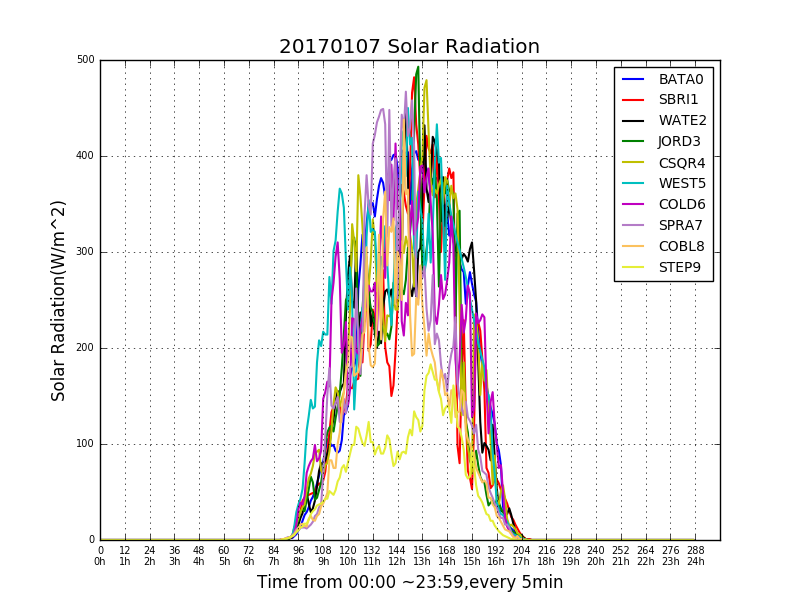 20170107 Solar Radiation
500
400
300
200
100
0
Solar Radiation(W/m^2)
BATA0
SBRI1
WATE2
JORD3
CSQR4
WEST5
COLD6
SPRA7
COBL8
STEP9
0 12 24 36 48 60 72 84 96 108 120 132 144 156 168 180 192 204 216 228 240 252 264 276 288
0h 1h 2h 3h 4h 5h 6h 7h 8h 9h 10h 11h 12h 13h 14h 15h 16h 17h 18h 19h 20h 21h 22h 23h 24h
Time from 00:00 ~23:59,every 5min